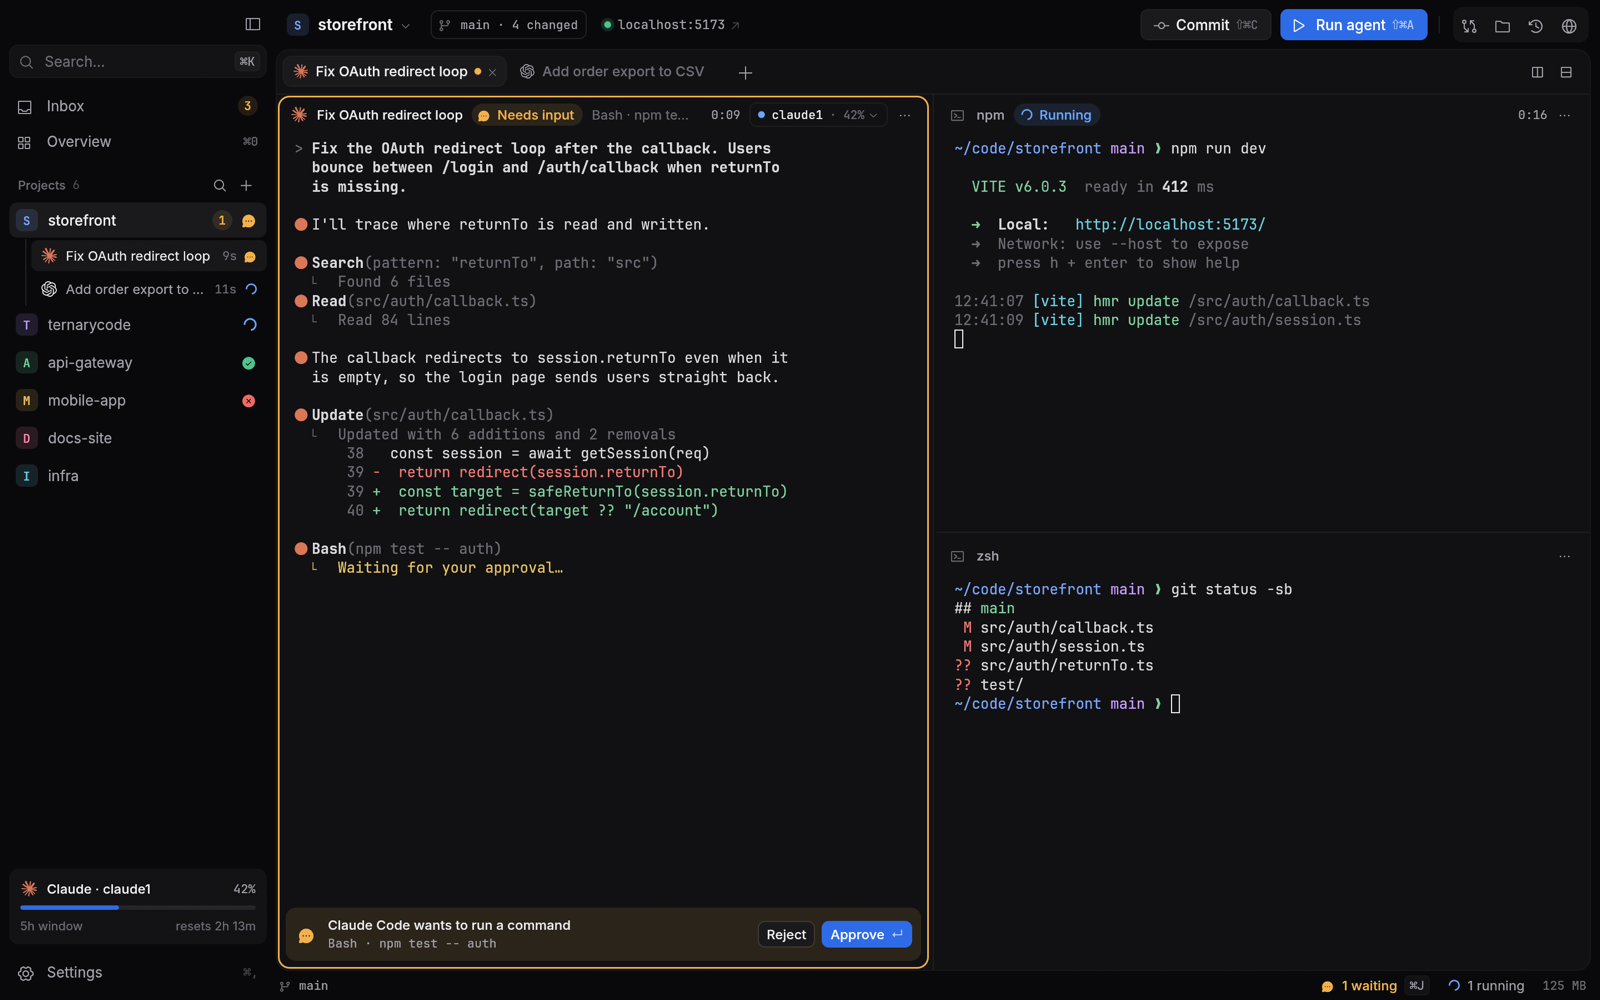 S storefront
main · 4 changed
localhost:5173
Commit ⇧⌘C
Run agent ⇧⌘A
Search... ⌘K
Inbox 3
Overview ⌘0
Projects 6
S storefront 1
Fix OAuth redirect loop 9s
Add order export to ... 11s
T ternarycode
A api-gateway
M mobile-app
D docs-site
I infra
Claude · claude1 42%
5h window resets 2h 13m
Settings ⌘,
Fix OAuth redirect loop
Add order export to CSV
Fix OAuth redirect loop Needs input Bash · npm te… 0:09 claude1 · 42% ...
> Fix the OAuth redirect loop after the callback. Users
bounce between /login and /auth/callback when returnTo
is missing.
I'll trace where returnTo is read and written.
Search(pattern: "returnTo", path: "src")
└ Found 6 files
Read(src/auth/callback.ts)
└ Read 84 lines
The callback redirects to session.returnTo even when it
is empty, so the login page sends users straight back.
Update(src/auth/callback.ts)
└ Updated with 6 additions and 2 removals
38 const session = await getSession(req)
39 - return redirect(session.returnTo)
39 + const target = safeReturnTo(session.returnTo)
40 + return redirect(target ?? "/account")
Bash(npm test -- auth)
└ Waiting for your approval…
Claude Code wants to run a command
Bash · npm test -- auth
Reject
Approve ↵
npm Running 0:16 ...
~/code/storefront main ❯ npm run dev
VITE v6.0.3 ready in 412 ms
➜ Local: http://localhost:5173/
➜ Network: use --host to expose
➜ press h + enter to show help
12:41:07 [vite] hmr update /src/auth/callback.ts
12:41:09 [vite] hmr update /src/auth/session.ts
zsh ...
~/code/storefront main ❯ git status -sb
## main
M src/auth/callback.ts
M src/auth/session.ts
?? src/auth/returnTo.ts
?? test/
~/code/storefront main ❯
main
1 waiting ⌘J
1 running
125 MB